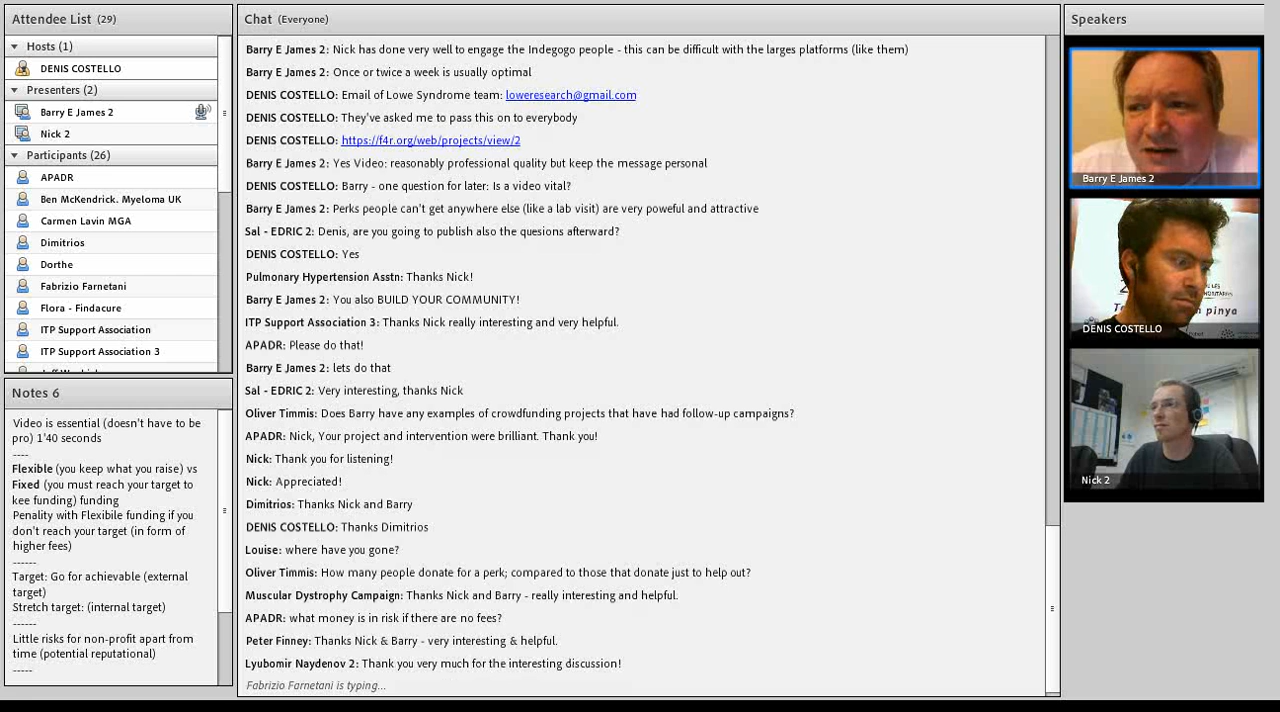 Attendee List (29)
Hosts (1)
DENIS COSTELLO
Presenters (2)
Barry E James 2
Nick 2
Participants (26)
APADR
Ben McKendrick. Myeloma UK
Carmen Lavin MGA
Dimitrios
Dorthe
Fabrizio Farnetani
Flora - Findacure
ITP Support Association
ITP Support Association 3
Notes 6
Video is essential (doesn't have to be
pro) 1'40 seconds
----
Flexible (you keep what you raise) vs
Fixed (you must reach your target to
kee funding) funding
Penality with Flexibile funding if you
don't reach your target (in form of
higher fees)
------
Target: Go for achievable (external
target)
Stretch target: (internal target)
------
Little risks for non-profit apart from
time (potential reputational)
-----
Chat (Everyone)
Barry E James 2: Nick has done very well to engage the Indegogo people - this can be difficult with the larges platforms (like them)
Barry E James 2: Once or twice a week is usually optimal
DENIS COSTELLO: Email of Lowe Syndrome team: loweresearch@gmail.com
DENIS COSTELLO: They've asked me to pass this on to everybody
DENIS COSTELLO: https://f4r.org/web/projects/view/2
Barry E James 2: Yes Video: reasonably professional quality but keep the message personal
DENIS COSTELLO: Barry - one question for later: Is a video vital?
Barry E James 2: Perks people can't get anywhere else (like a lab visit) are very poweful and attractive
Sal - EDRIC 2: Denis, are you going to publish also the quesions afterward?
DENIS COSTELLO: Yes
Pulmonary Hypertension Asstn: Thanks Nick!
Barry E James 2: You also BUILD YOUR COMMUNITY!
ITP Support Association 3: Thanks Nick really interesting and very helpful.
APADR: Please do that!
Barry E James 2: lets do that
Sal - EDRIC 2: Very interesting, thanks Nick
Oliver Timmis: Does Barry have any examples of crowdfunding projects that have had follow-up campaigns?
APADR: Nick, Your project and intervention were brilliant. Thank you!
Nick: Thank you for listening!
Nick: Appreciated!
Dimitrios: Thanks Nick and Barry
DENIS COSTELLO: Thanks Dimitrios
Louise: where have you gone?
Oliver Timmis: How many people donate for a perk; compared to those that donate just to help out?
Muscular Dystrophy Campaign: Thanks Nick and Barry - really interesting and helpful.
APADR: what money is in risk if there are no fees?
Peter Finney: Thanks Nick & Barry - very interesting & helpful.
Lyubomir Naydenov 2: Thank you very much for the interesting discussion!
Fabrizio Farnetani is typing...
Speakers
Barry E James 2
pinya
DENIS COSTELLO
Nick 2